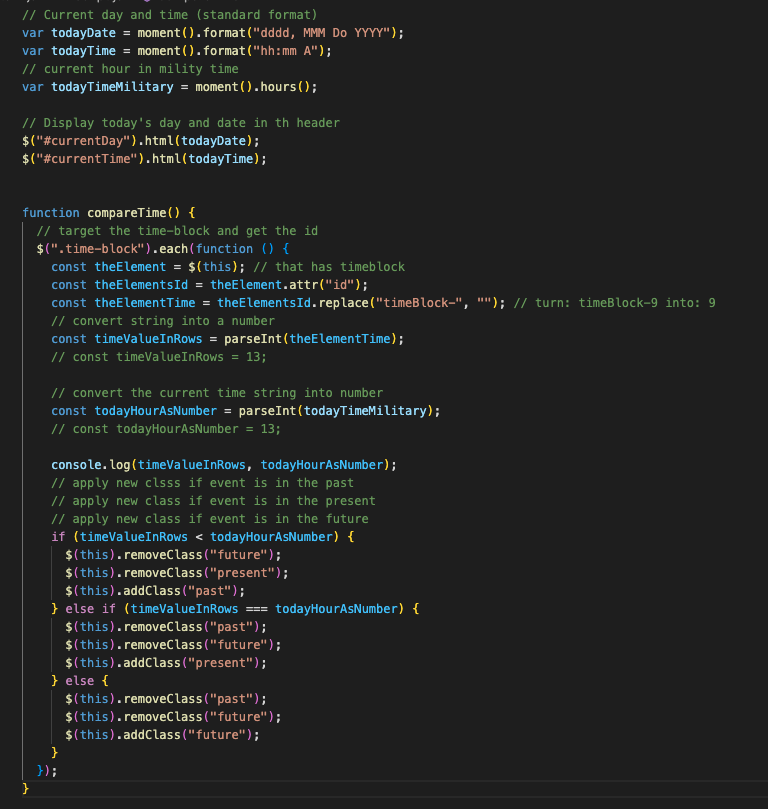 // Current day and time (standard format)
var todayDate = moment().format("dddd, MMM Do YYYY");
var todayTime = moment().format("hh:mm A");
// current hour in mility time
var todayTimeMilitary = moment().hours();
// Display today's day and date in th header
$("#currentDay").html(todayDate);
$("#currentTime").html(todayTime);
function compareTime() {
// target the time-block and get the id
$(".time-block").each(function () {
const theElement = $(this); // that has timeblock
const theElementsId = theElement.attr("id");
const theElementTime = theElementsId.replace("timeBlock-", ""); // turn: timeBlock-9 into: 9
// convert string into a number
const timeValueInRows = parseInt(theElementTime);
// const timeValueInRows = 13;
// convert the current time string into number
const todayHourAsNumber = parseInt(todayTimeMilitary);
// const todayHourAsNumber = 13;
console.log(timeValueInRows, todayHourAsNumber);
// apply new clsss if event is in the past
// apply new class if event is in the present
// apply new class if event is in the future
if (timeValueInRows < todayHourAsNumber) {
$(this).removeClass("future");
$(this).removeClass("present");
$(this).addClass("past");
} else if (timeValueInRows === todayHourAsNumber) {
$(this).removeClass("past");
$(this).removeClass("future");
$(this).addClass("present");
} else {
$(this).removeClass("past");
$(this).removeClass("future");
$(this).addClass("future");
}
});
}